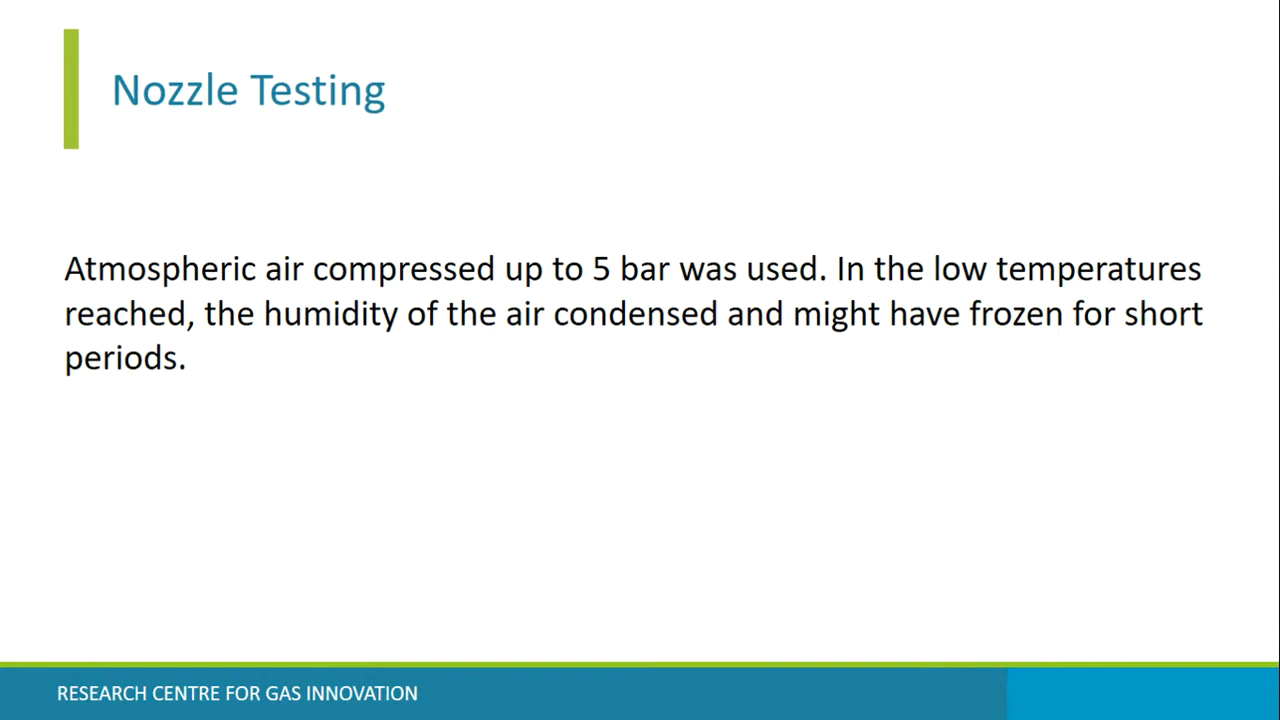 Nozzle Testing
Atmospheric air compressed up to 5 bar was used. In the low temperatures
reached, the humidity of the air condensed and might have frozen for short
periods.
RESEARCH CENTRE FOR GAS INNOVATION